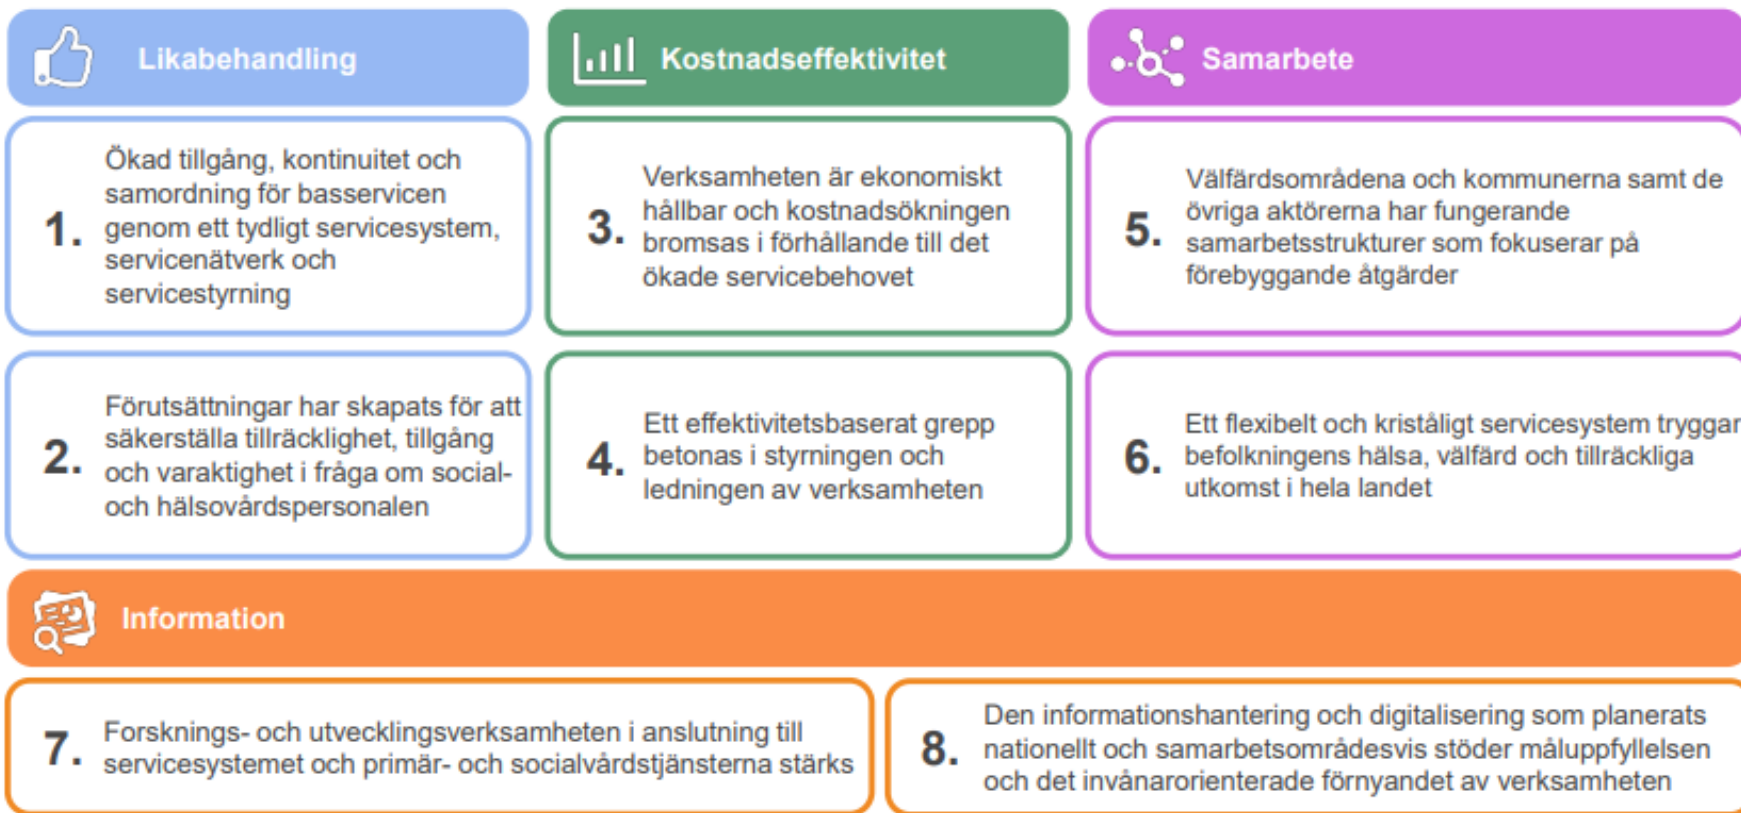 Likabehandling
1.
Ökad tillgång, kontinuitet och
samordning för basservicen
genom ett tydligt servicesystem,
servicenätverk och
servicestyrning
2.
Förutsättningar har skapats för att
säkerställa tillräcklighet, tillgång
och varaktighet i fråga om social-
och hälsovårdspersonalen
Kostnadseffektivitet
3.
Verksamheten är ekonomiskt
hållbar och kostnadsökningen
bromsas i förhållande till det
ökade servicebehovet
4.
Ett effektivitetsbaserat grepp
betonas i styrningen och
ledningen av verksamheten
Samarbete
5.
Välfärdsområdena och kommunerna samt de
övriga aktörerna har fungerande
samarbetsstrukturer som fokuserar på
förebyggande åtgärder
6.
Ett flexibelt och kriståligt servicesystem tryggar
befolkningens hälsa, välfärd och tillräckliga
utkomst i hela landet
Information
7.
Forsknings- och utvecklingsverksamheten i anslutning till
servicesystemet och primär- och socialvårdstjänsterna stärks
8.
Den informationshantering och digitalisering som planerats
nationellt och samarbetsområdesvis stöder måluppfyllelsen
och det invånarorienterade förnyandet av verksamheten